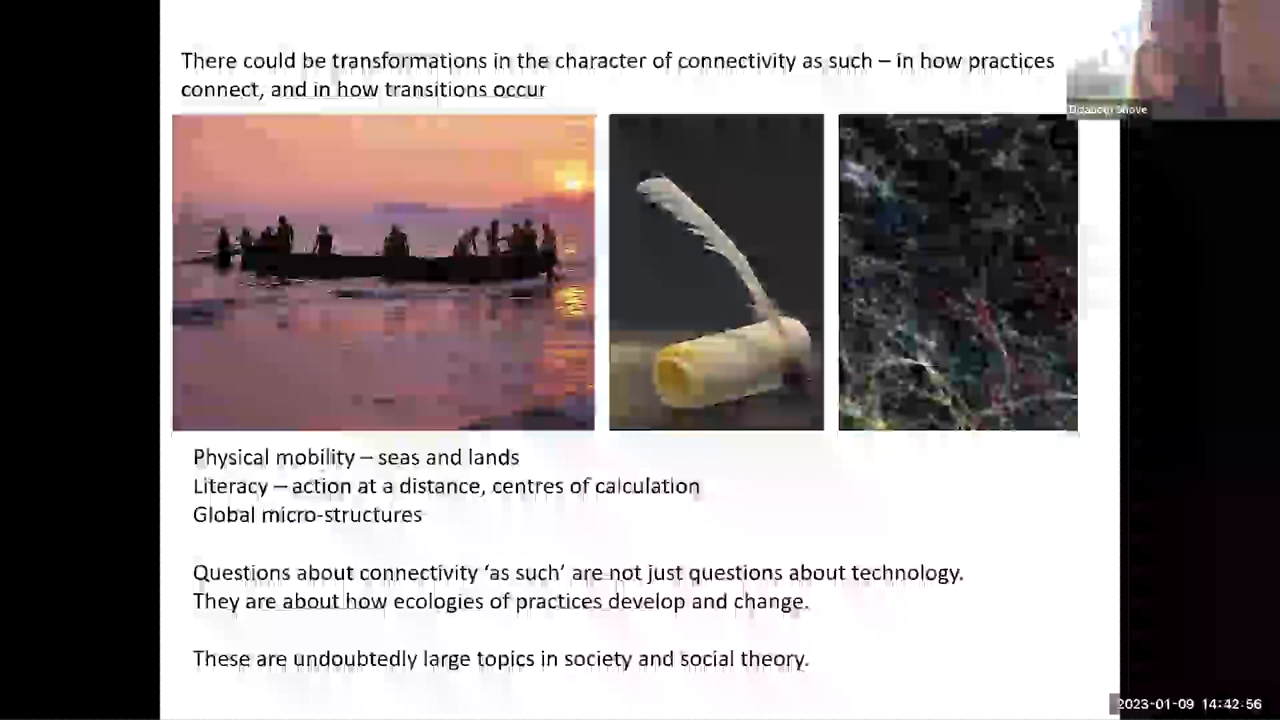 There could be transformations in the character of connectivity as such – in how practices
connect, and in how transitions occur
Shove
Physical mobility – seas and lands
Literacy – action at a distance, centres of calculation
Global micro-structures
Questions about connectivity ‘as such’ are not just questions about technology.
They are about how ecologies of practices develop and change.
These are undoubtedly large topics in society and social theory.
2023-01-09 14:42:56